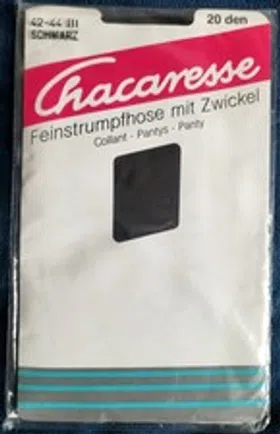 42-44 III
SCHWARZ
20 den
Chacaresse
Feinstrumpfhose mit Zwickel
Collant - Pantys - Panty